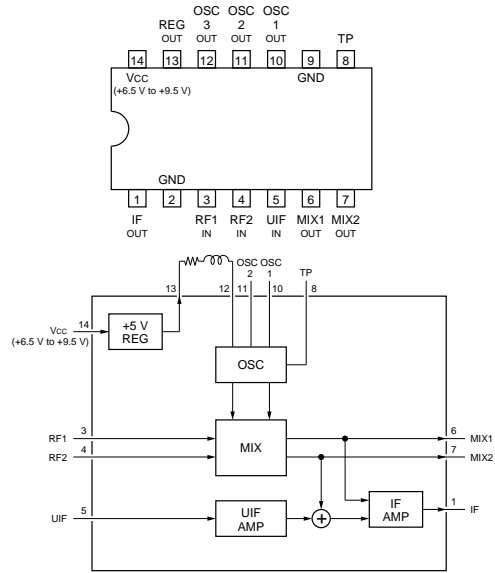 OSC OSC OSC
REG 3 2 1
OUT OUT OUT OUT TP
14 13 12 11 10 9 8
VCC GND
(+6.5 V to +9.5 V)
GND
1 2 3 4 5 6 7
IF RF1 RF2 UIF MIX1 MIX2
OUT IN IN IN OUT OUT
OSC OSC TP
2 1
13 12 11 10 8
14
VCC
(+6.5 V to +9.5 V)
+5 V
REG
OSC
3 6
RF1 MIX1
MIX
4 7
RF2 MIX2
5 1
UIF
UIF
AMP
+
IF
AMP
IF